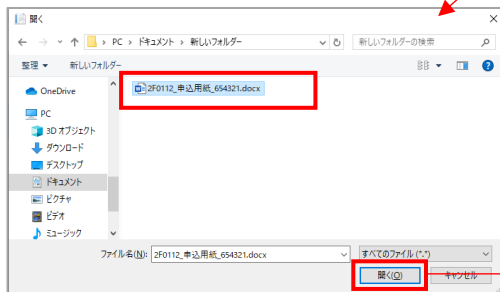 開く
PC › ドキュメント › 新しいフォルダー
新しいフォルダーの検索
整理 新しいフォルダー
OneDrive
PC
3D オブジェクト
ダウンロード
デスクトップ
ドキュメント
ピクチャ
ビデオ
ミュージック
2F0112_申込用紙_654321.docx
ファイル名(N): 2F0112_申込用紙_654321.docx
すべてのファイル (*.*)
開く(O) キャンセル